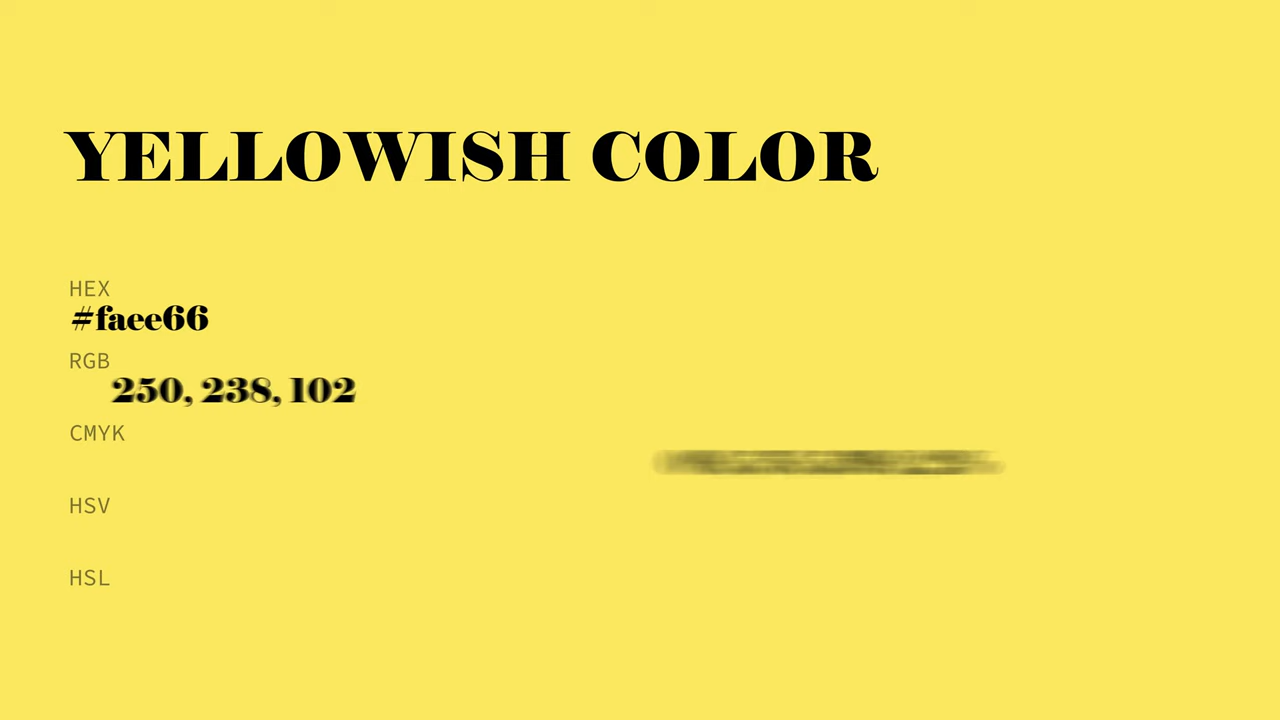 YELLOWISH COLOR
HEX
#faee66
RGB
250, 238, 102
CMYK
HSV
HSL